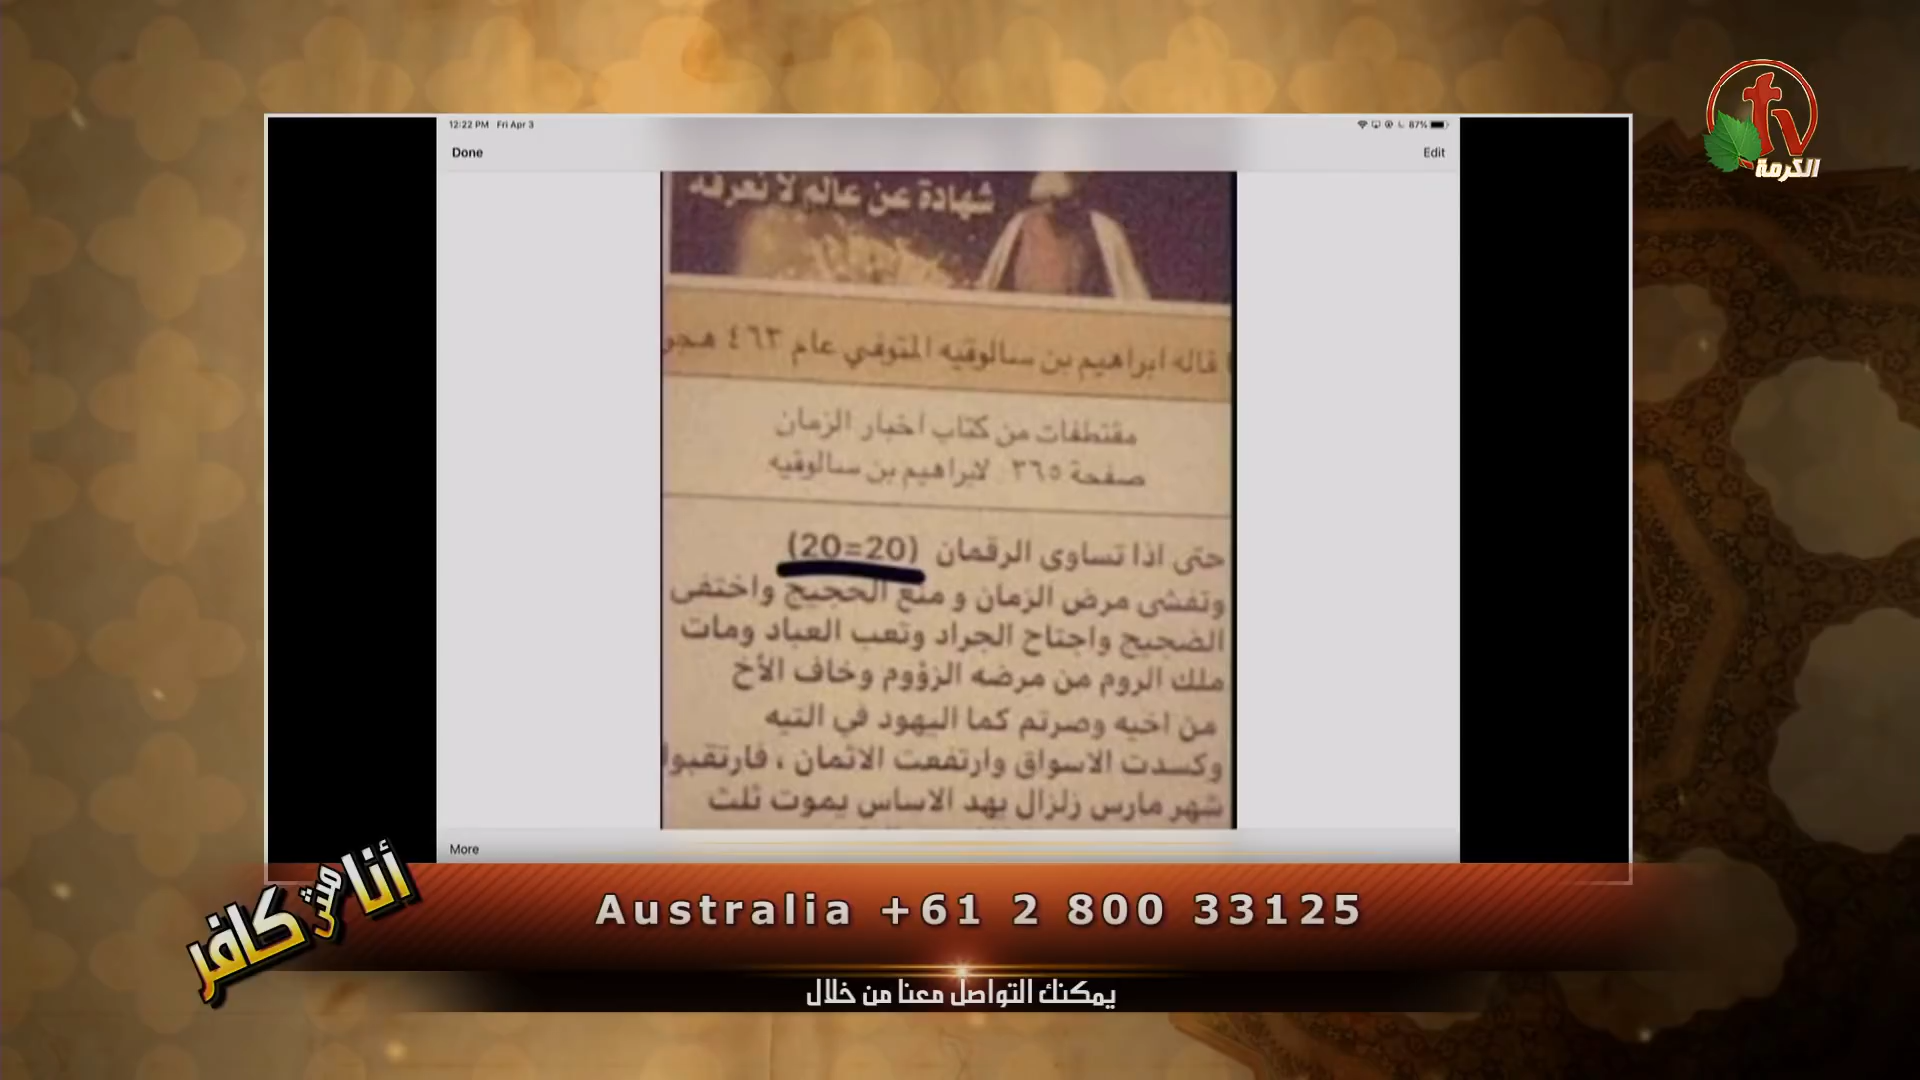 12:22 PM Fri Apr 3
87%
Done
Edit
الكرمة
شهادة عن عالم لا نعرفه
قاله ابراهيم بن سالوقيه المتوفي عام ٤٦٣ هجر
مقتطفات من كتاب اخبار الزمان
صفحة ٣٦٥ لابراهيم بن سالوقيه
حتى اذا تساوى الرقمان (20=20)
وتفشى مرض الزمان و منع الحجيج واختفى
الضجيج واجتاح الجراد وتعب العباد ومات
ملك الروم من مرضه الزؤوم وخاف الأخ
من اخيه وصرتم كما اليهود في التيه
وكسدت الاسواق وارتفعت الاثمان ، فارتقبوا
شهر مارس زلزال يهد الاساس يموت ثلث
More
أنا مش كافر
Australia +61 2 800 33125
يمكنك التواصل معنا من خلال